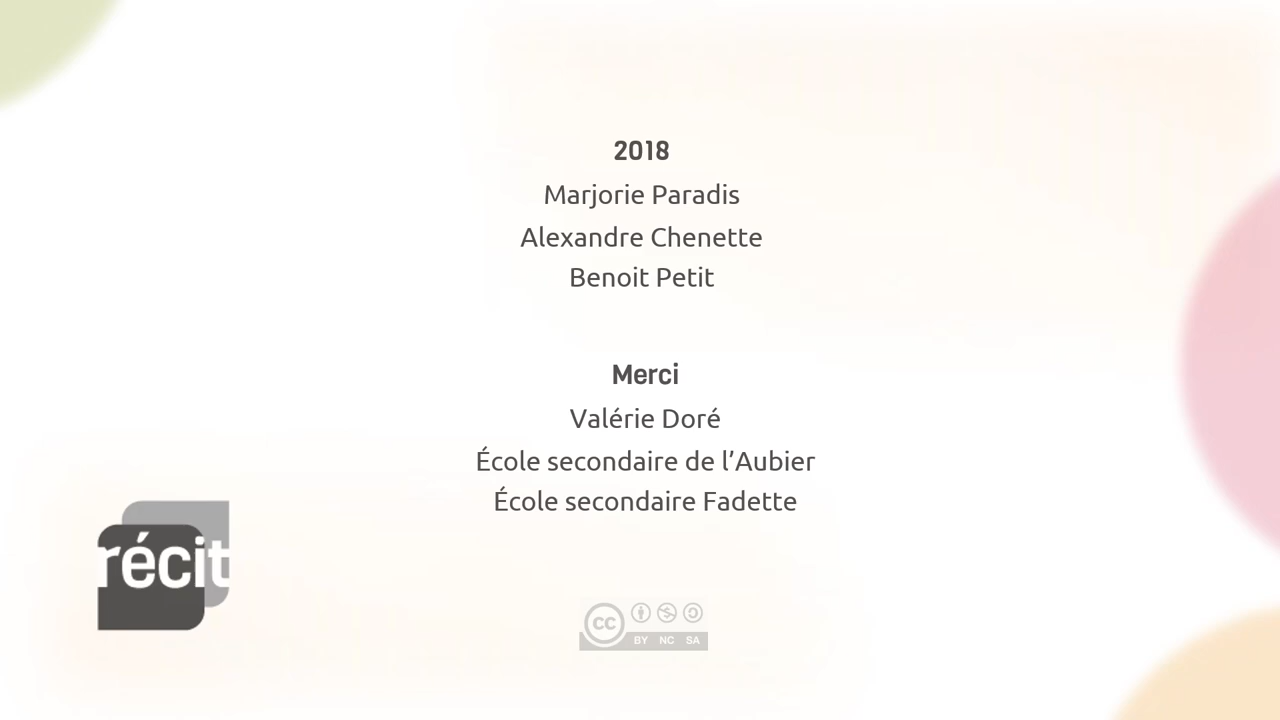 2018
Marjorie Paradis
Alexandre Chenette
Benoit Petit
Merci
Valérie Doré
École secondaire de l’Aubier
École secondaire Fadette
récit
cc
BY NC SA